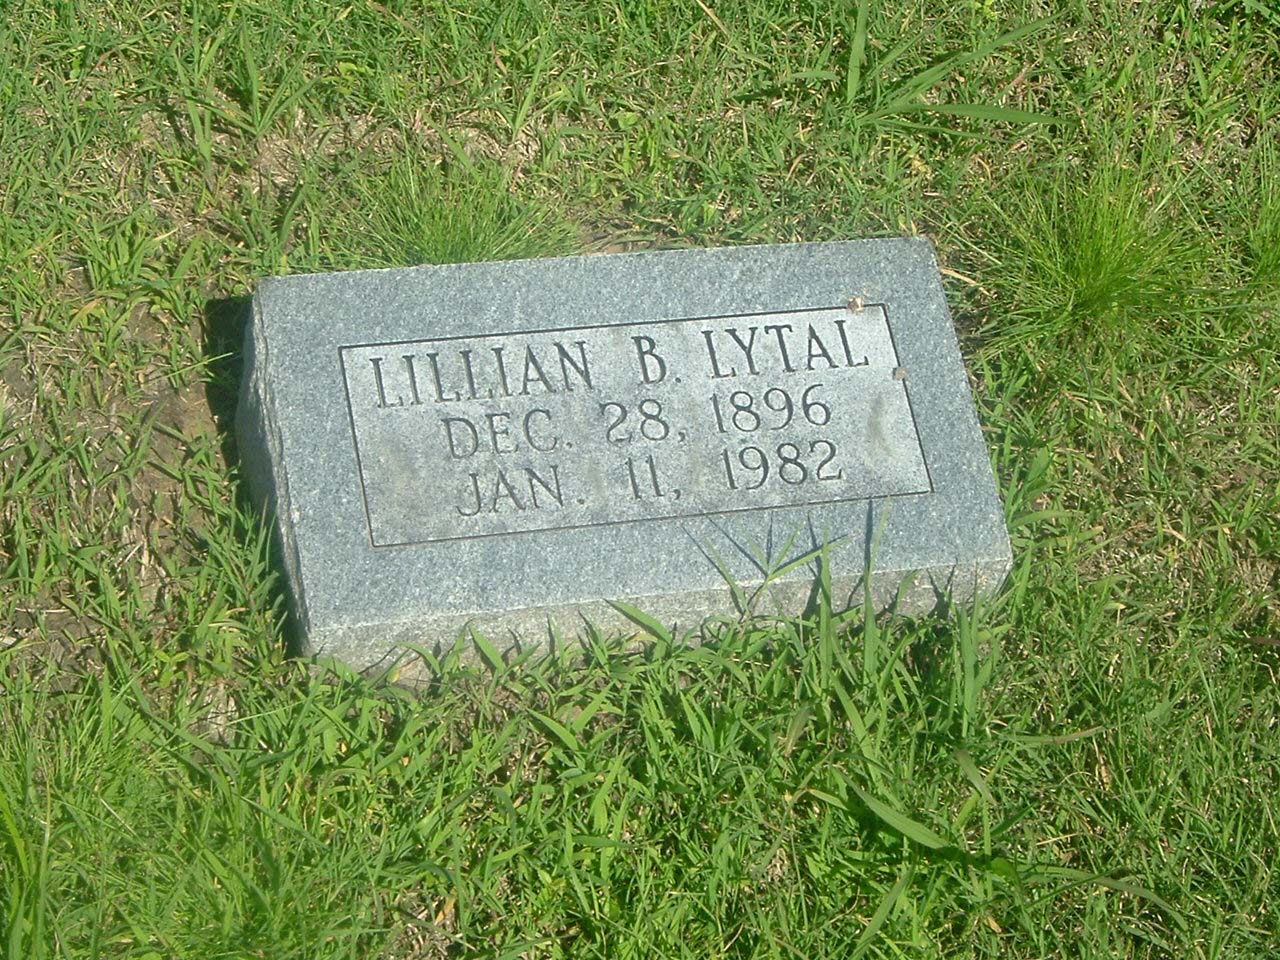 LILLIAN B. LYTAL
DEC. 28, 1896
JAN. 11, 1982